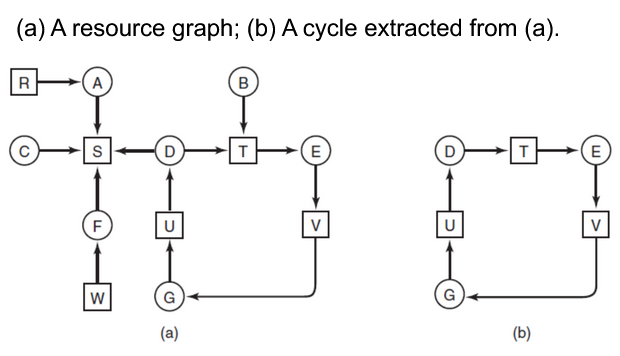 (a) A resource graph; (b) A cycle extracted from (a).
R A B
C S D T E D T E
F U V U V
W G G
(a) (b)